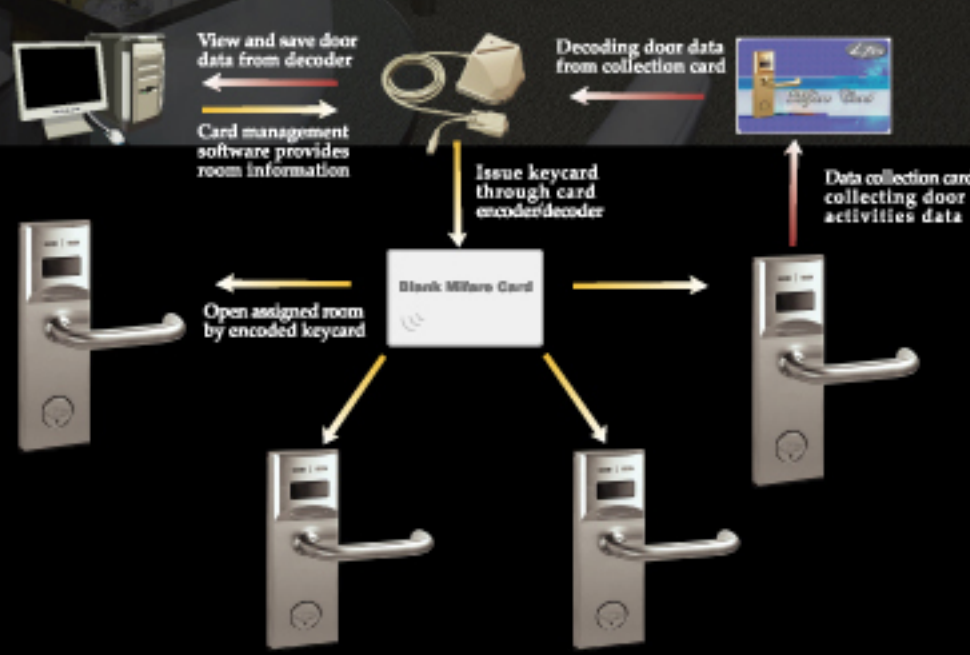 View and save door
data from decoder
Card management
software provides
room information
Decoding door data
from collection card
Issue keycard
through card
encoder/decoder
Data collection card
collecting door
activities data
Blank Mifare Card
Open assigned room
by encoded keycard
Mifare Card